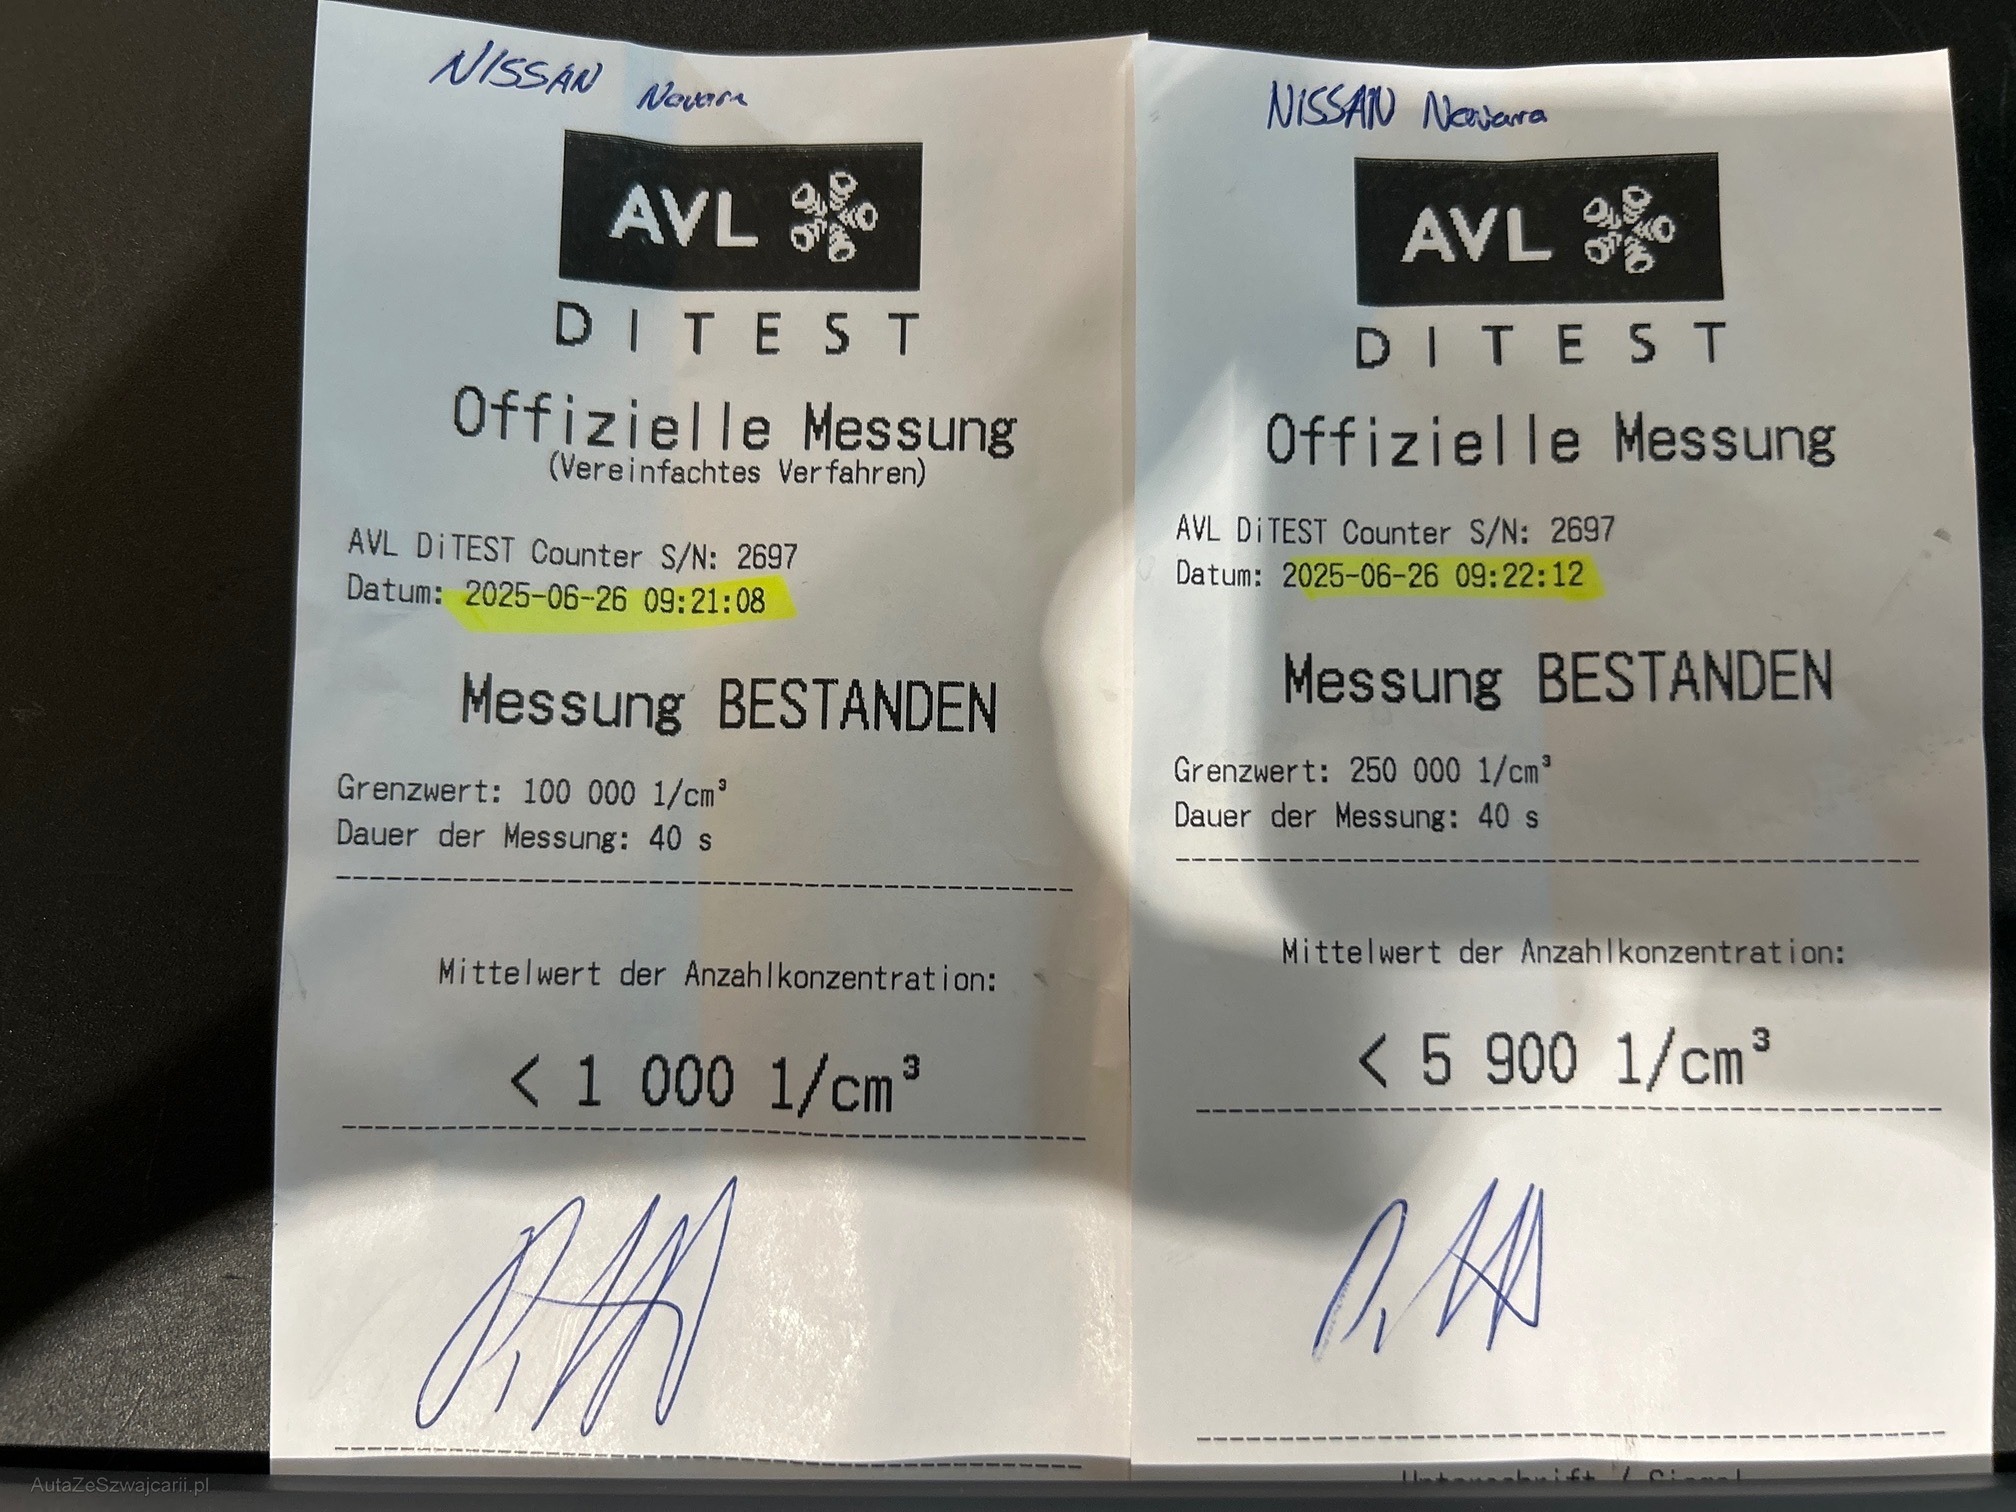 NISSAN Navara
AVL
DITEST
Offizielle Messung
(Vereinfachtes Verfahren)
AVL DiTEST Counter S/N: 2697
Datum: 2025-06-26 09:21:08
Messung BESTANDEN
Grenzwert: 100 000 1/cm³
Dauer der Messung: 40 s
Mittelwert der Anzahlkonzentration:
< 1 000 1/cm³
NISSAN Navara
AVL
DITEST
Offizielle Messung
AVL DiTEST Counter S/N: 2697
Datum: 2025-06-26 09:22:12
Messung BESTANDEN
Grenzwert: 250 000 1/cm³
Dauer der Messung: 40 s
Mittelwert der Anzahlkonzentration:
< 5 900 1/cm³
Unterschrift / Siegel
AutaZeSzwajcarii.pl